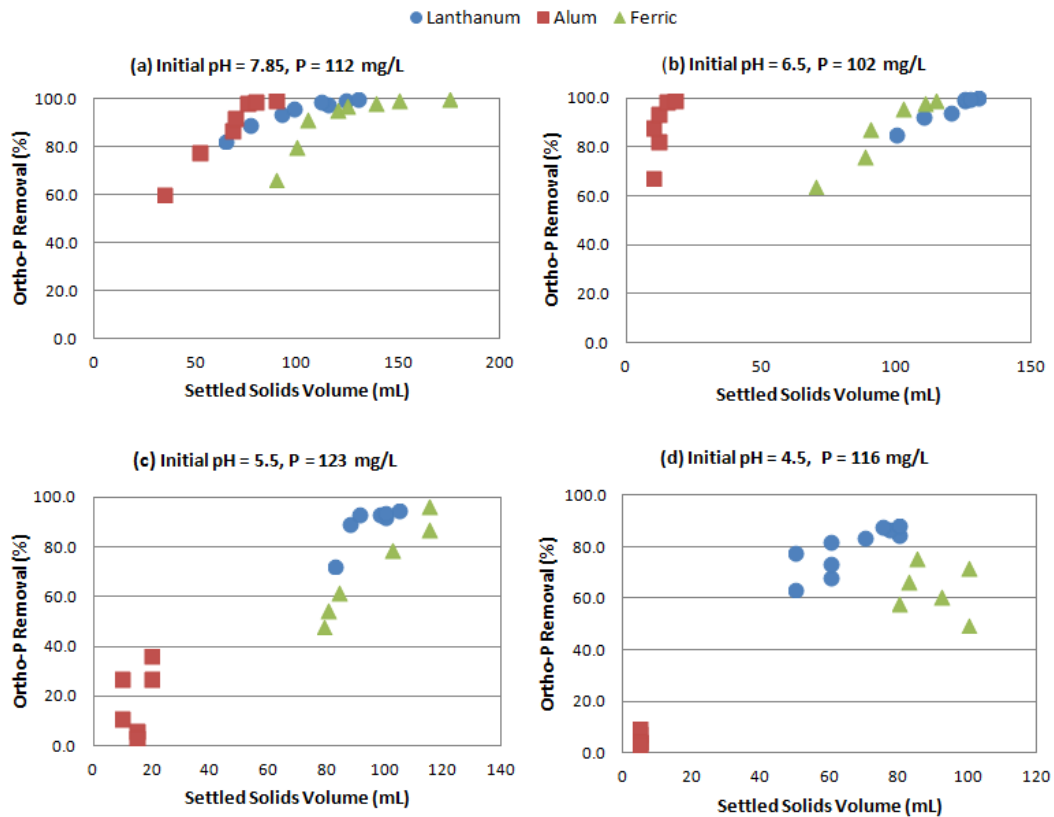 Lanthanum Alum Ferric
(a) Initial pH = 7.85, P = 112 mg/L
Ortho-P Removal (%)
100.0
80.0
60.0
40.0
20.0
0.0
0 50 100 150 200
Settled Solids Volume (mL)
(b) Initial pH = 6.5, P = 102 mg/L
Ortho-P Removal (%)
100.0
80.0
60.0
40.0
20.0
0.0
0 50 100 150
Settled Solids Volume (mL)
(c) Initial pH = 5.5, P = 123 mg/L
Ortho-P Removal (%)
100.0
80.0
60.0
40.0
20.0
0.0
0 20 40 60 80 100 120 140
Settled Solids Volume (mL)
(d) Initial pH = 4.5, P = 116 mg/L
Ortho-P Removal (%)
100.0
80.0
60.0
40.0
20.0
0.0
0 20 40 60 80 100 120
Settled Solids Volume (mL)